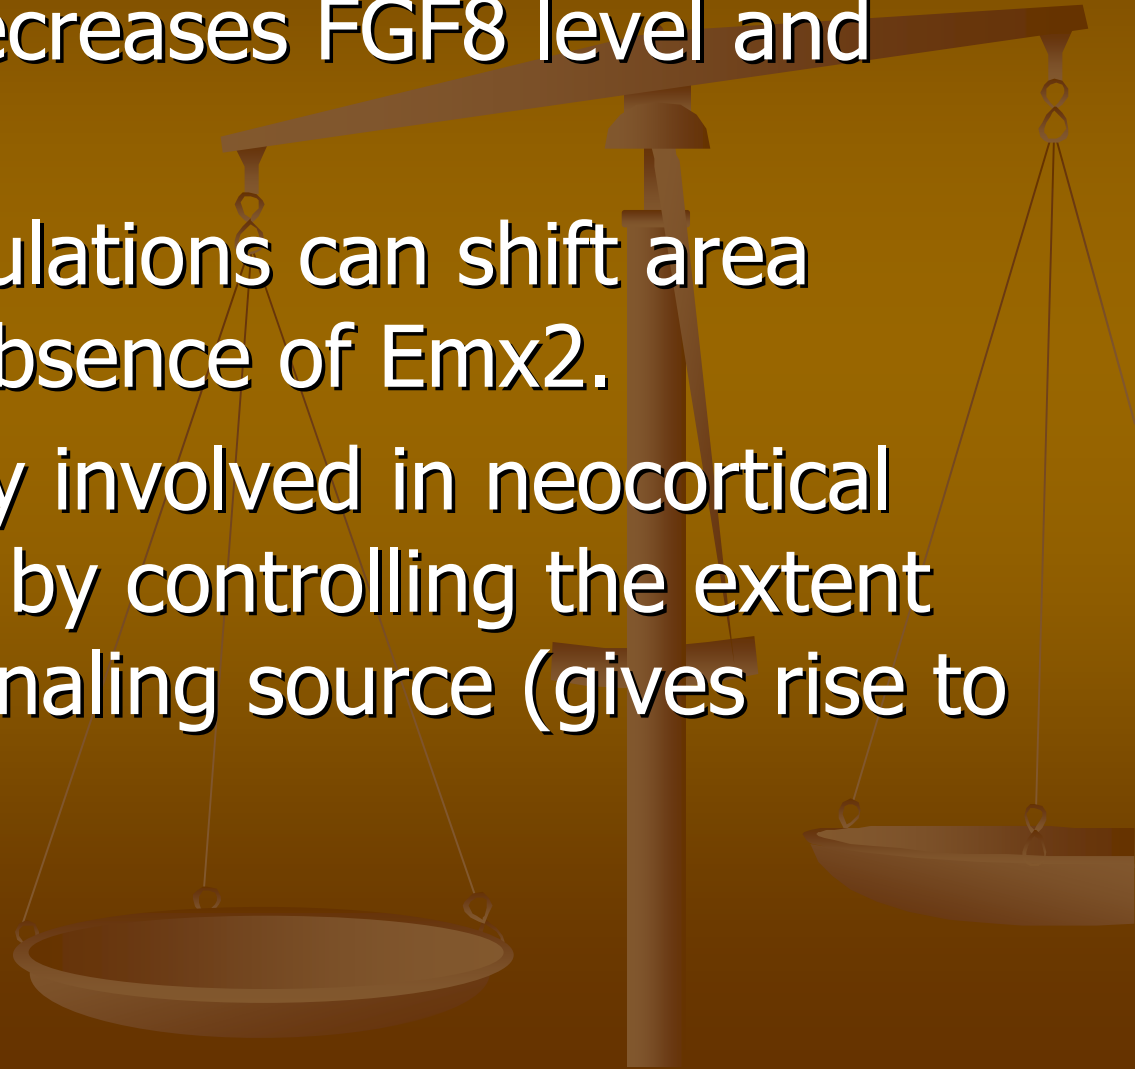 ecreases FGF8 level and
ulations can shift area
bsence of Emx2.
y involved in neocortical
by controlling the extent
naling source (gives rise to